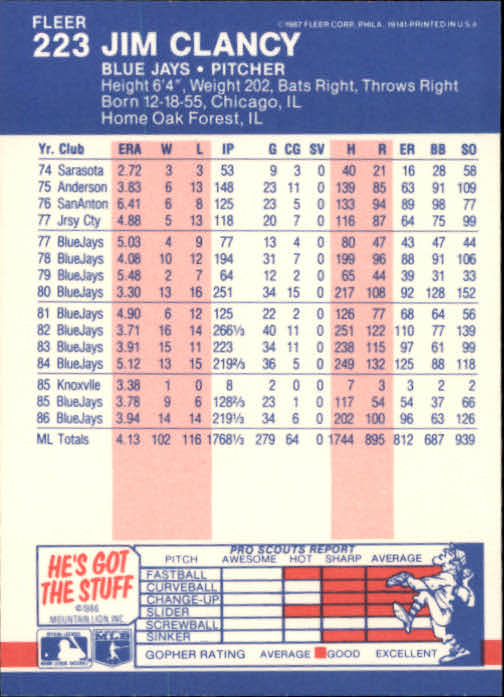 FLEER
©1987 FLEER CORP., PHILA. 19141-PRINTED IN U.S.A.
223 JIM CLANCY
BLUE JAYS • PITCHER
Height 6'4", Weight 202, Bats Right, Throws Right
Born 12-18-55, Chicago, IL
Home Oak Forest, IL
Yr. Club ERA W L IP G CG SV H R ER BB SO
74 Sarasota 2.72 3 3 53 9 3 0 40 21 16 28 58
75 Anderson 3.83 6 13 148 23 11 0 139 85 63 91 109
76 SanAnton 6.41 6 8 125 23 5 0 133 94 89 98 77
77 Jrsy Cty 4.88 5 13 118 20 7 0 116 87 64 75 99
77 BlueJays 5.03 4 9 77 13 4 0 80 47 43 47 44
78 BlueJays 4.08 10 12 194 31 7 0 199 96 88 91 106
79 BlueJays 5.48 2 7 64 12 2 0 65 44 39 31 33
80 BlueJays 3.30 13 16 251 34 15 0 217 108 92 128 152
81 BlueJays 4.90 6 12 125 22 2 0 126 77 68 64 56
82 BlueJays 3.71 16 14 266⅓ 40 11 0 251 122 110 77 139
83 BlueJays 3.91 15 11 223 34 11 0 238 115 97 61 99
84 BlueJays 5.12 13 15 219⅔ 36 5 0 249 132 125 88 118
85 Knoxvlle 3.38 1 0 8 2 0 0 7 3 3 2 2
85 BlueJays 3.78 9 6 128⅔ 23 1 0 117 54 54 37 66
86 BlueJays 3.94 14 14 219⅓ 34 6 0 202 100 96 63 126
ML Totals 4.13 102 116 1768⅓ 279 64 0 1744 895 812 687 939
HE'S GOT
THE STUFF
©1986
MOUNTAIN LION, INC.
PRO SCOUTS REPORT
PITCH AWESOME HOT SHARP AVERAGE
FASTBALL
CURVEBALL
CHANGE-UP
SLIDER
SCREWBALL
SINKER
GOPHER RATING AVERAGE GOOD EXCELLENT
MLB